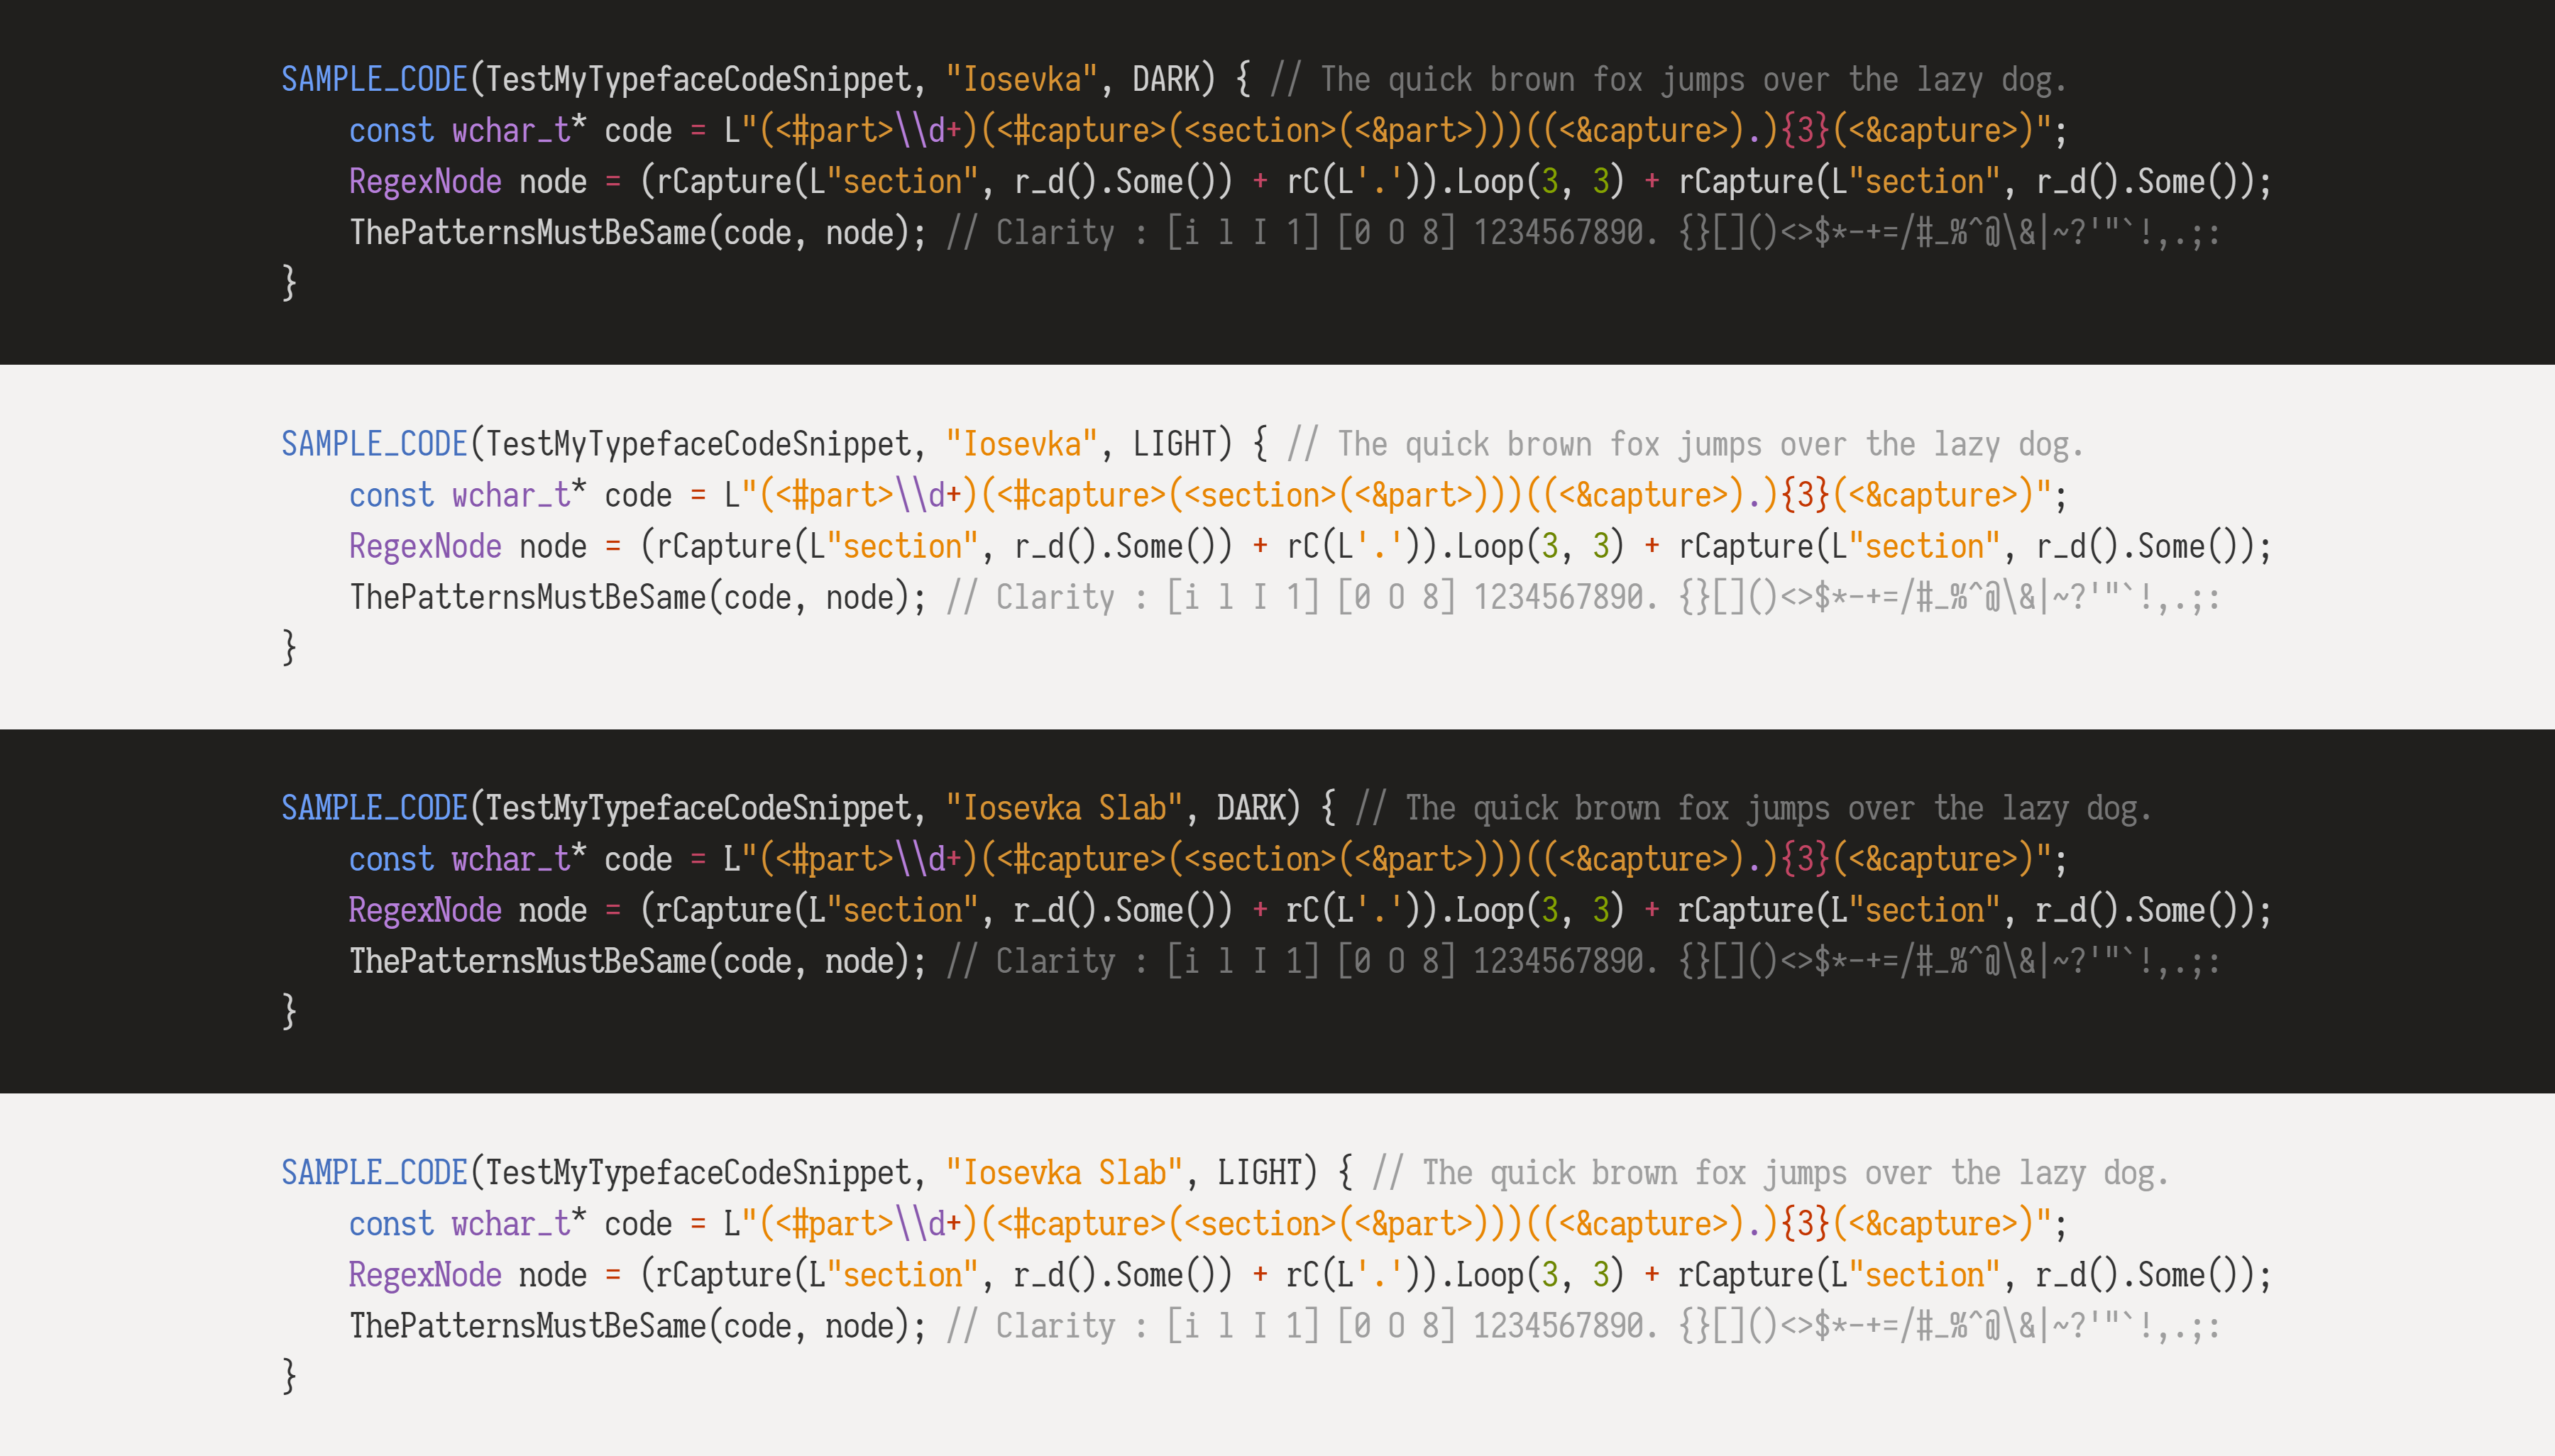 SAMPLE_CODE(TestMyTypefaceCodeSnippet, "Iosevka", DARK) { // The quick brown fox jumps over the lazy dog.
    const wchar_t* code = L"(<#part>\\d+)(<#capture>(<section>(<&part>)))((<&capture>).){3}(<&capture>)";
    RegexNode node = (rCapture(L"section", r_d().Some()) + rC(L'.')).Loop(3, 3) + rCapture(L"section", r_d().Some());
    ThePatternsMustBeSame(code, node); // Clarity : [i l I 1] [0 O 8] 1234567890. {}[]()<>$*-+=/#_%^@\&|~?'"`!,.;:
}
SAMPLE_CODE(TestMyTypefaceCodeSnippet, "Iosevka", LIGHT) { // The quick brown fox jumps over the lazy dog.
    const wchar_t* code = L"(<#part>\\d+)(<#capture>(<section>(<&part>)))((<&capture>).){3}(<&capture>)";
    RegexNode node = (rCapture(L"section", r_d().Some()) + rC(L'.')).Loop(3, 3) + rCapture(L"section", r_d().Some());
    ThePatternsMustBeSame(code, node); // Clarity : [i l I 1] [0 O 8] 1234567890. {}[]()<>$*-+=/#_%^@\&|~?'"`!,.;:
}
SAMPLE_CODE(TestMyTypefaceCodeSnippet, "Iosevka Slab", DARK) { // The quick brown fox jumps over the lazy dog.
    const wchar_t* code = L"(<#part>\\d+)(<#capture>(<section>(<&part>)))((<&capture>).){3}(<&capture>)";
    RegexNode node = (rCapture(L"section", r_d().Some()) + rC(L'.')).Loop(3, 3) + rCapture(L"section", r_d().Some());
    ThePatternsMustBeSame(code, node); // Clarity : [i l I 1] [0 O 8] 1234567890. {}[]()<>$*-+=/#_%^@\&|~?'"`!,.;:
}
SAMPLE_CODE(TestMyTypefaceCodeSnippet, "Iosevka Slab", LIGHT) { // The quick brown fox jumps over the lazy dog.
    const wchar_t* code = L"(<#part>\\d+)(<#capture>(<section>(<&part>)))((<&capture>).){3}(<&capture>)";
    RegexNode node = (rCapture(L"section", r_d().Some()) + rC(L'.')).Loop(3, 3) + rCapture(L"section", r_d().Some());
    ThePatternsMustBeSame(code, node); // Clarity : [i l I 1] [0 O 8] 1234567890. {}[]()<>$*-+=/#_%^@\&|~?'"`!,.;:
}